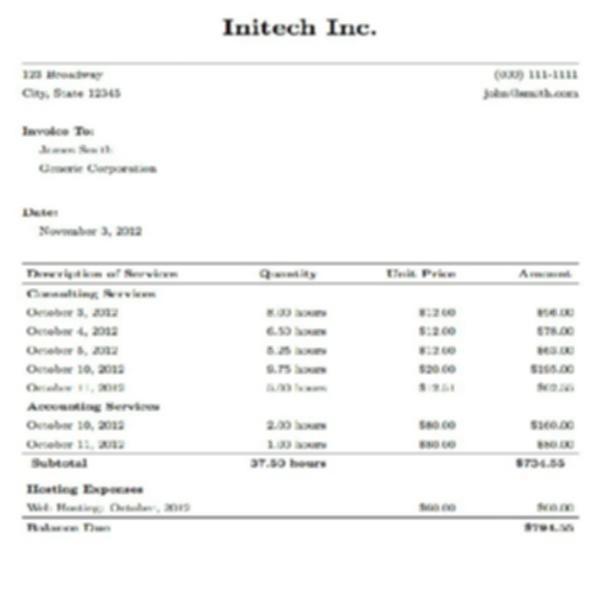 Initech Inc.
123 Broadway (000) 111-1111
City, State 12345 john@smith.com
Invoice To:
James Smith
Generic Corporation
Date:
November 3, 2012
Description of Services Quantity Unit Price Amount
Consulting Services
October 3, 2012 8.00 hours $12.00 $96.00
October 4, 2012 6.50 hours $12.00 $78.00
October 5, 2012 5.25 hours $12.00 $63.00
October 10, 2012 9.75 hours $20.00 $195.00
October 11, 2012 5.00 hours $12.51 $62.55
Accounting Services
October 10, 2012 2.00 hours $80.00 $160.00
October 11, 2012 1.00 hours $80.00 $80.00
Subtotal 37.50 hours $734.55
Hosting Expenses
Web Hosting: October, 2012 $60.00 $60.00
Balance Due $794.55